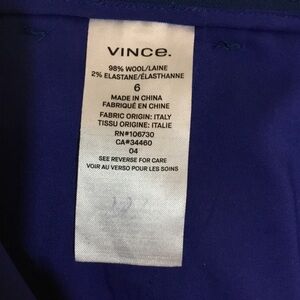 VINCE.
98% WOOL/LAINE
2% ELASTANE/ÉLASTHANNE
6
MADE IN CHINA
FABRIQUÉ EN CHINE
FABRIC ORIGIN: ITALY
TISSU ORIGINE: ITALIE
RN#106730
CA#34460
04
SEE REVERSE FOR CARE
VOIR AU VERSO POUR LES SOINS